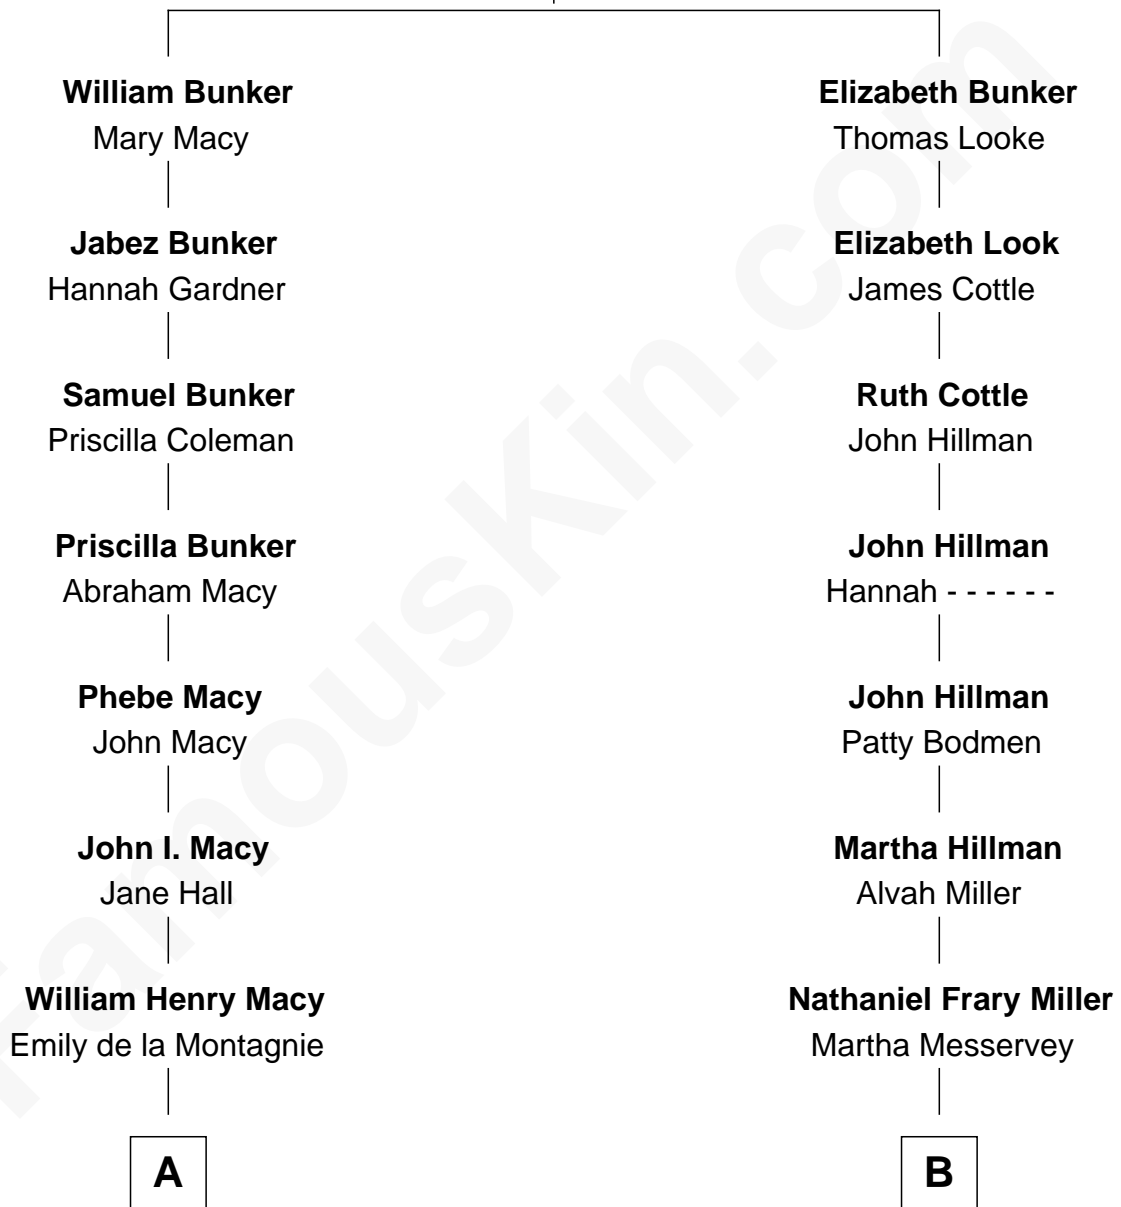 William Bunker
Mary Macy
Elizabeth Bunker
Thomas Looke
Jabez Bunker
Hannah Gardner
Elizabeth Look
James Cottle
Samuel Bunker
Priscilla Coleman
Ruth Cottle
John Hillman
Priscilla Bunker
Abraham Macy
John Hillman
Hannah - - - - - -
Phebe Macy
John Macy
John Hillman
Patty Bodmen
John I. Macy
Jane Hall
Martha Hillman
Alvah Miller
William Henry Macy
Emily de la Montagnie
Nathaniel Frary Miller
Martha Messervey
A
B
FamousKin.com